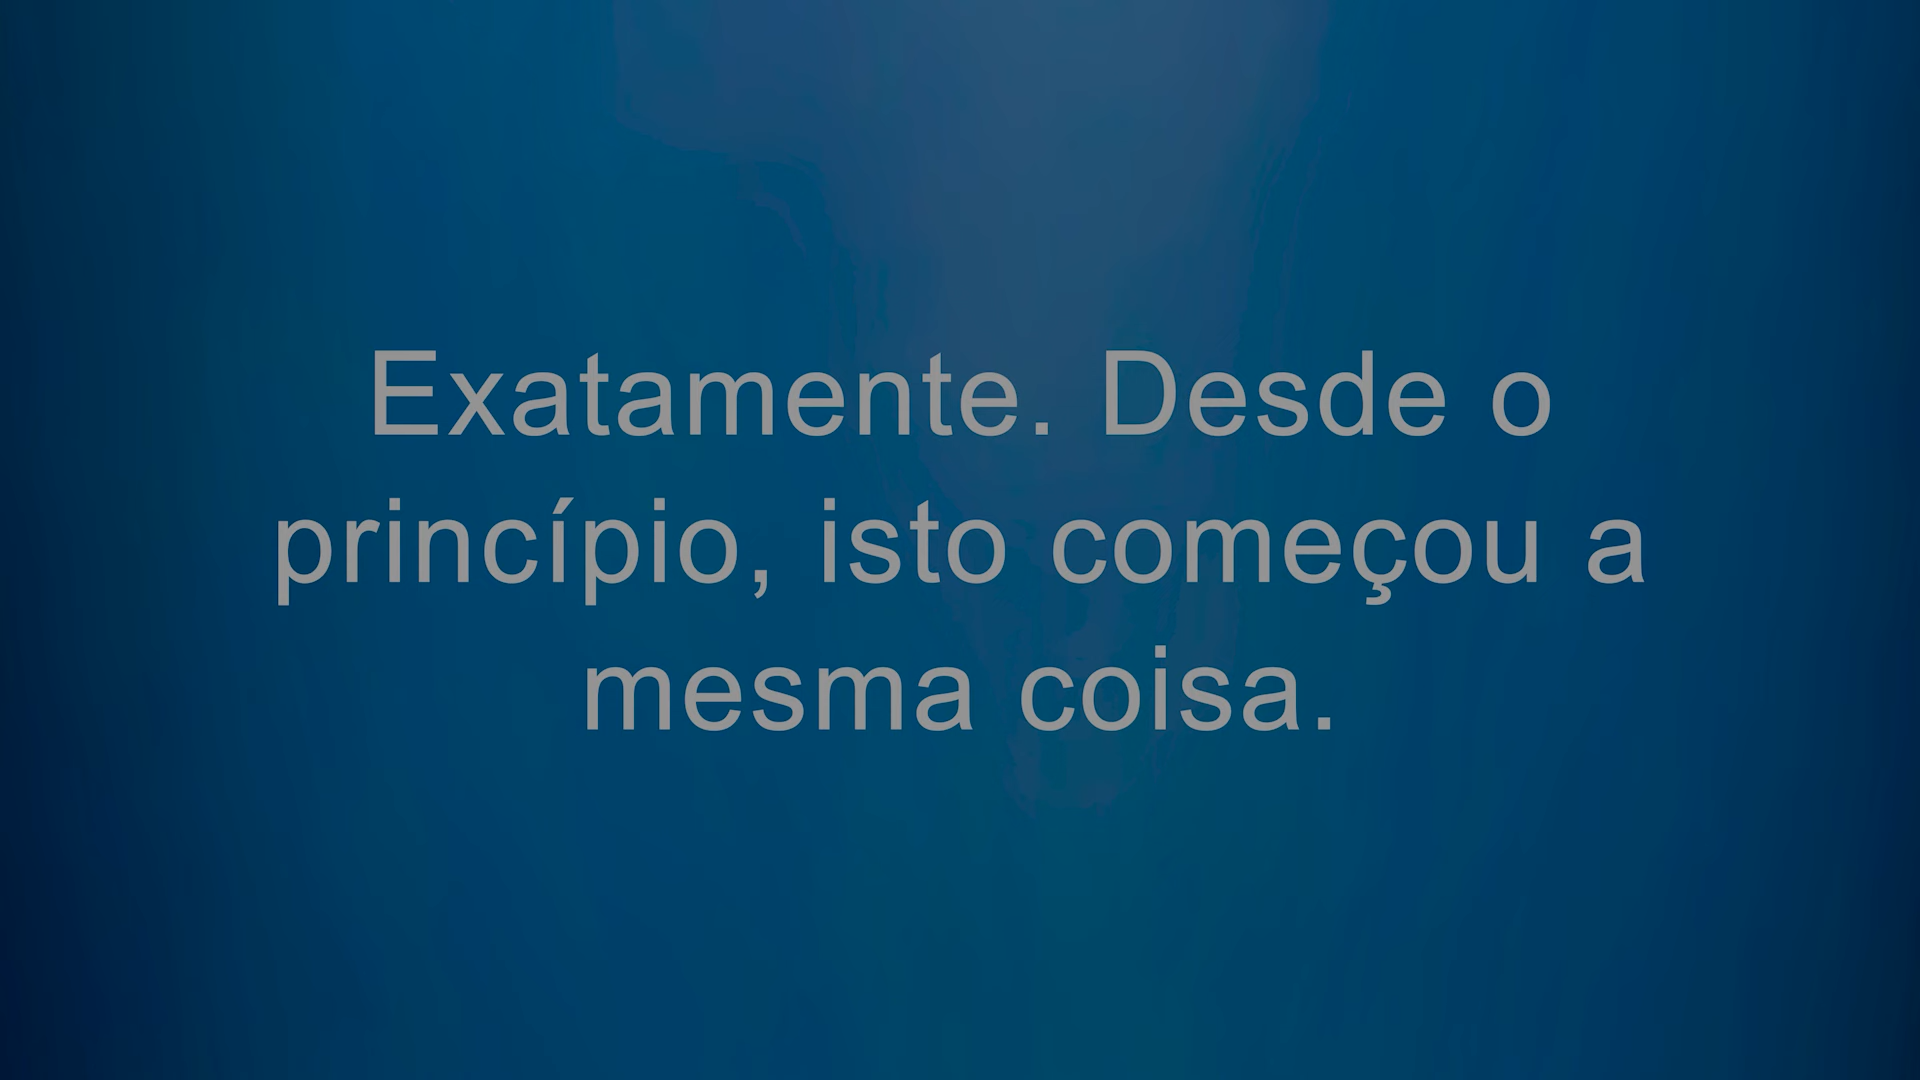 Exatamente. Desde o
princípio, isto começou a
mesma coisa.